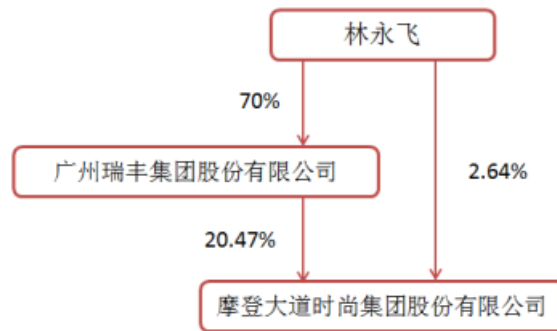 林永飞
70%
广州瑞丰集团股份有限公司
2.64%
20.47%
摩登大道时尚集团股份有限公司